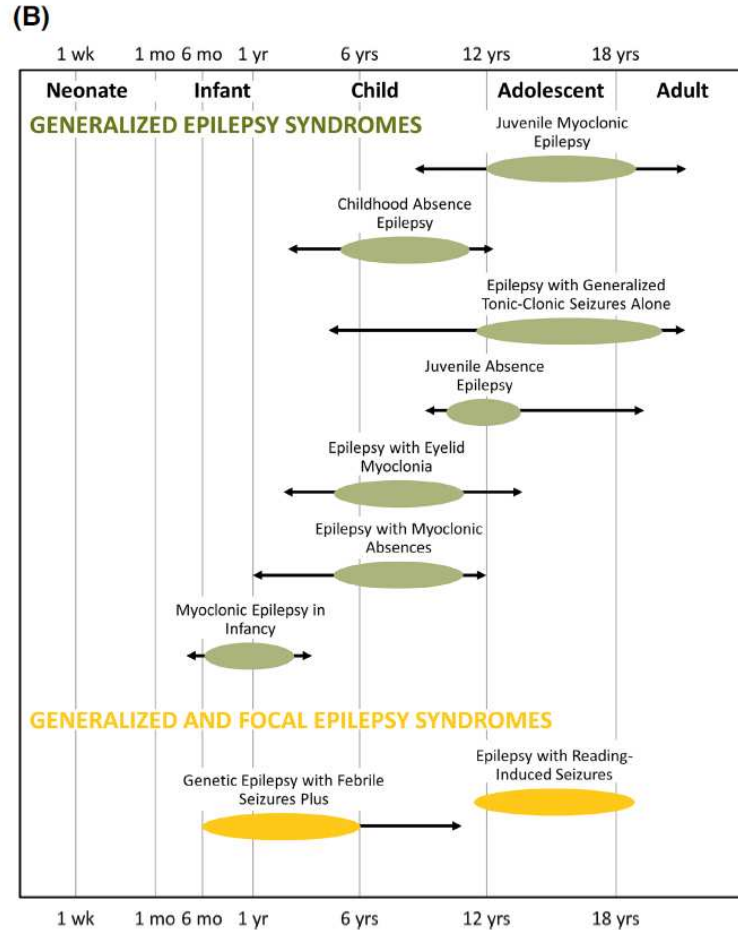 (B)
1 wk 1 mo 6 mo 1 yr 6 yrs 12 yrs 18 yrs
Neonate Infant Child Adolescent Adult
GENERALIZED EPILEPSY SYNDROMES
Juvenile Myoclonic
Epilepsy
Childhood Absence
Epilepsy
Epilepsy with Generalized
Tonic-Clonic Seizures Alone
Juvenile Absence
Epilepsy
Epilepsy with Eyelid
Myoclonia
Epilepsy with Myoclonic
Absences
Myoclonic Epilepsy in
Infancy
GENERALIZED AND FOCAL EPILEPSY SYNDROMES
Epilepsy with Reading-
Induced Seizures
Genetic Epilepsy with Febrile
Seizures Plus
1 wk 1 mo 6 mo 1 yr 6 yrs 12 yrs 18 yrs